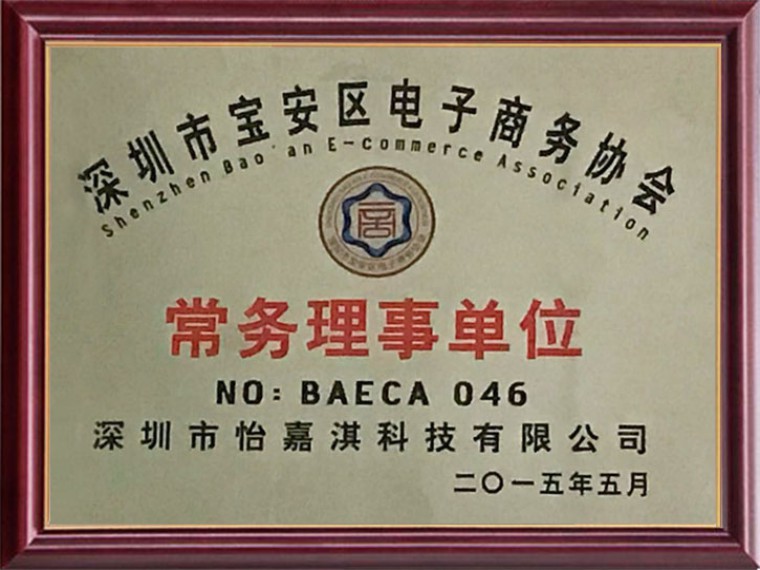 深圳市宝安区电子商务协会
Shenzhen Bao'an E-commerce Association
常务理事单位
NO: BAECA 046
深圳市怡嘉淇科技有限公司
二〇一五年五月